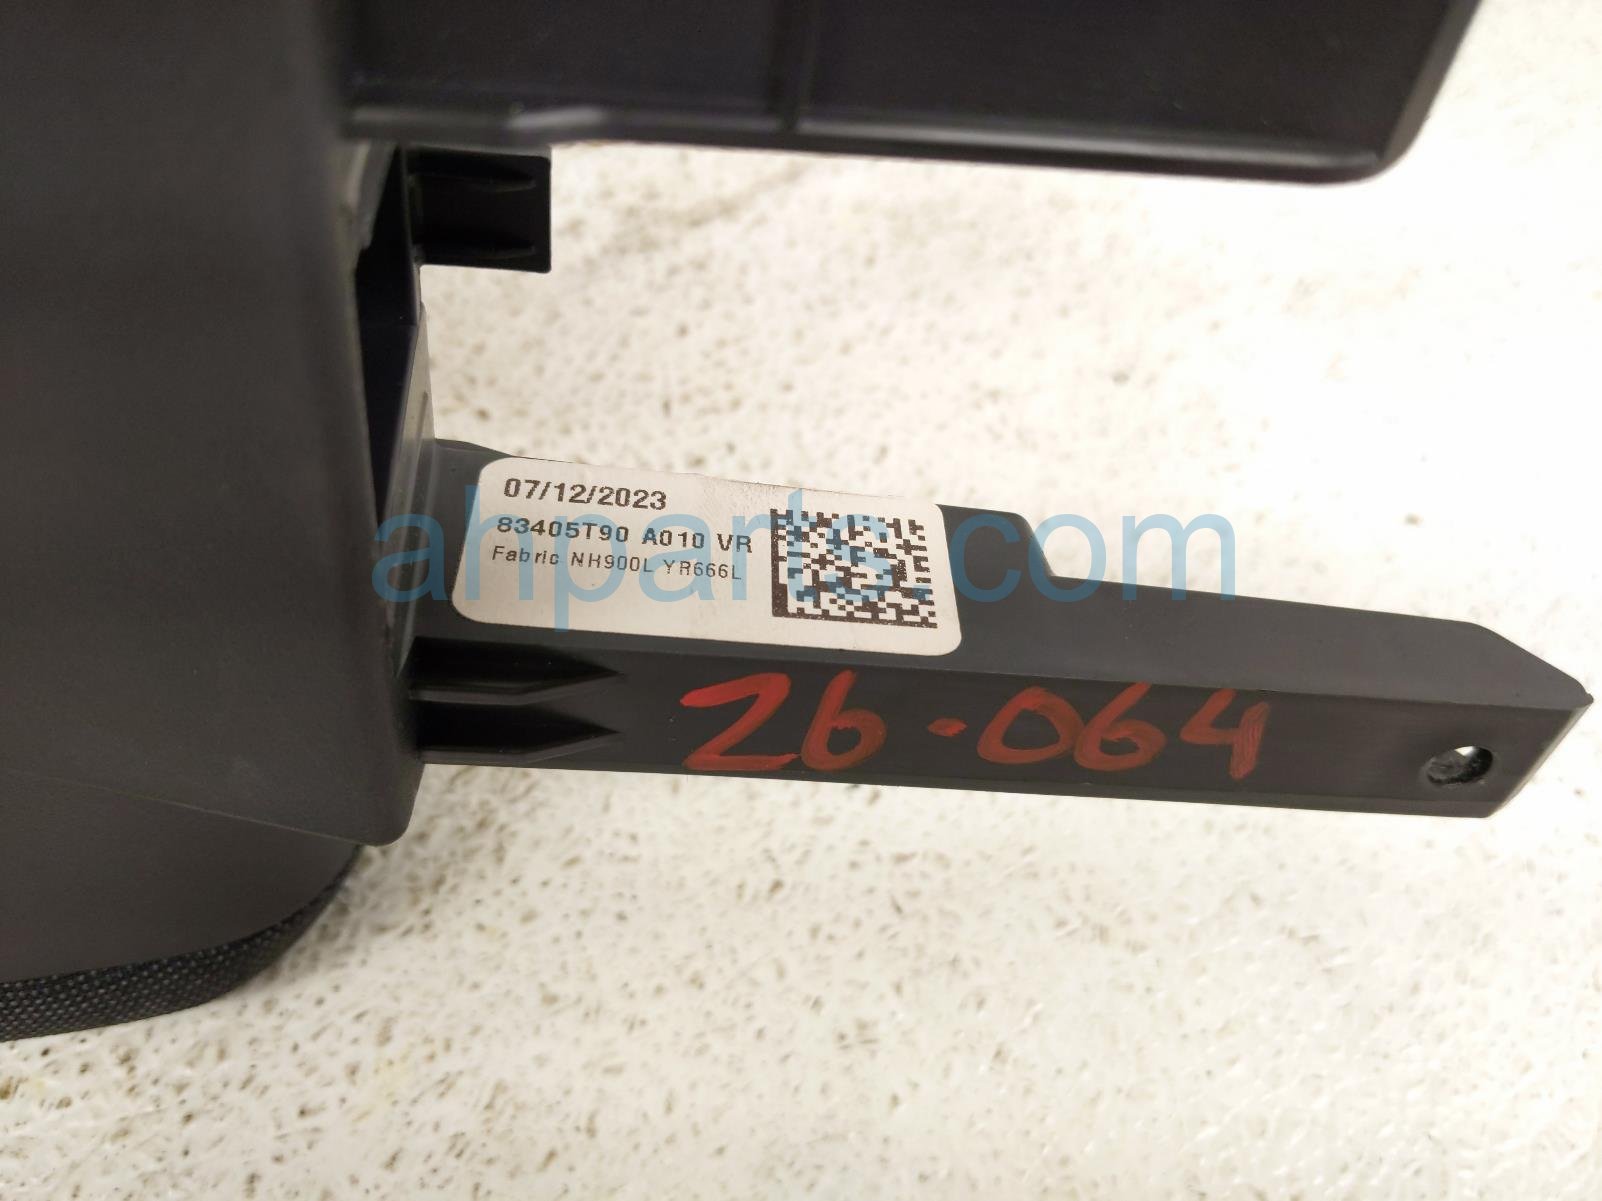 07/12/2023
83405T90 A010 VR
Fabric NH900L YR666L
ahparts.com
26-064